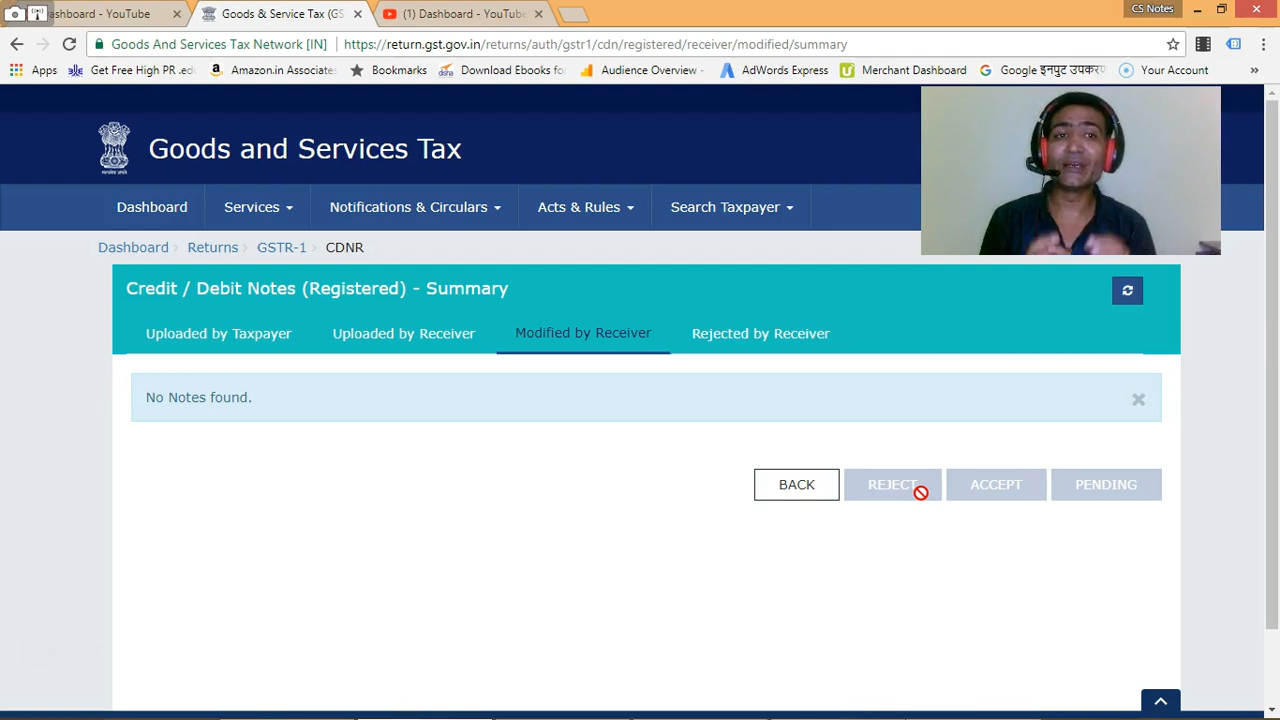 Dashboard - YouTube
Goods & Service Tax (GS
(1) Dashboard - YouTube
CS Notes
Goods And Services Tax Network [IN]
https://return.gst.gov.in/returns/auth/gstr1/cdn/registered/receiver/modified/summary
Apps
Get Free High PR .edu
Amazon.in Associates
Bookmarks
Download Ebooks for
Audience Overview -
AdWords Express
Merchant Dashboard
Google इनपुट उपकरण
Your Account
»
Goods and Services Tax
Dashboard
Services
Notifications & Circulars
Acts & Rules
Search Taxpayer
Dashboard > Returns > GSTR-1 > CDNR
Credit / Debit Notes (Registered) - Summary
Uploaded by Taxpayer
Uploaded by Receiver
Modified by Receiver
Rejected by Receiver
No Notes found.
BACK
REJECT
ACCEPT
PENDING